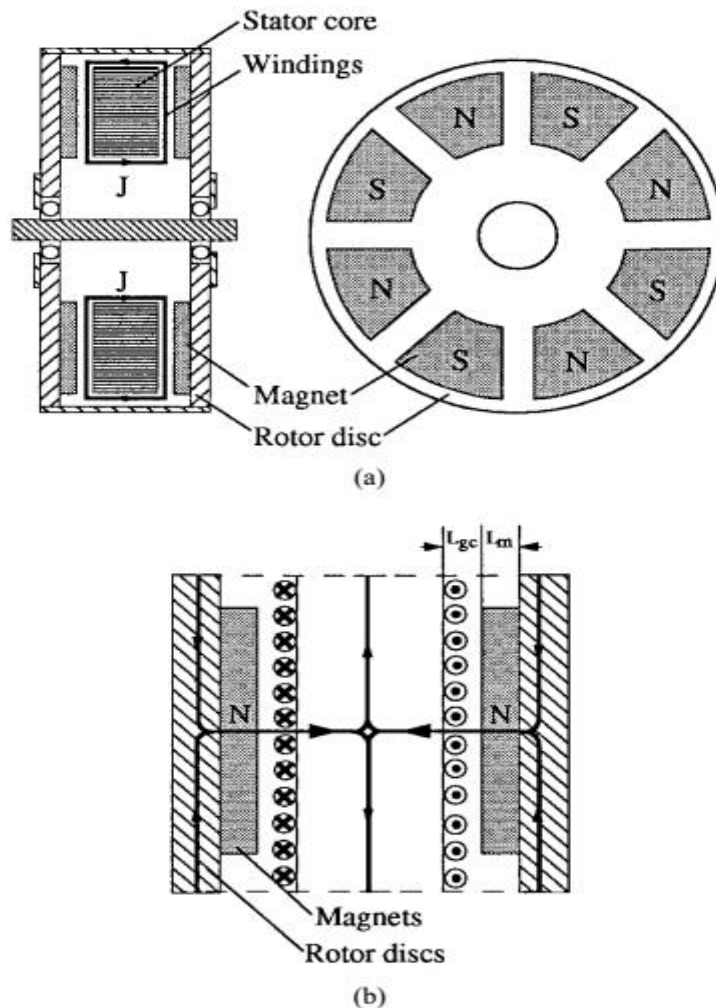 Stator core
Windings
J
J
N
S
S
N
N
S
S
N
Magnet
Rotor disc
(a)
Lgc
Lm
N
N
Magnets
Rotor discs
(b)